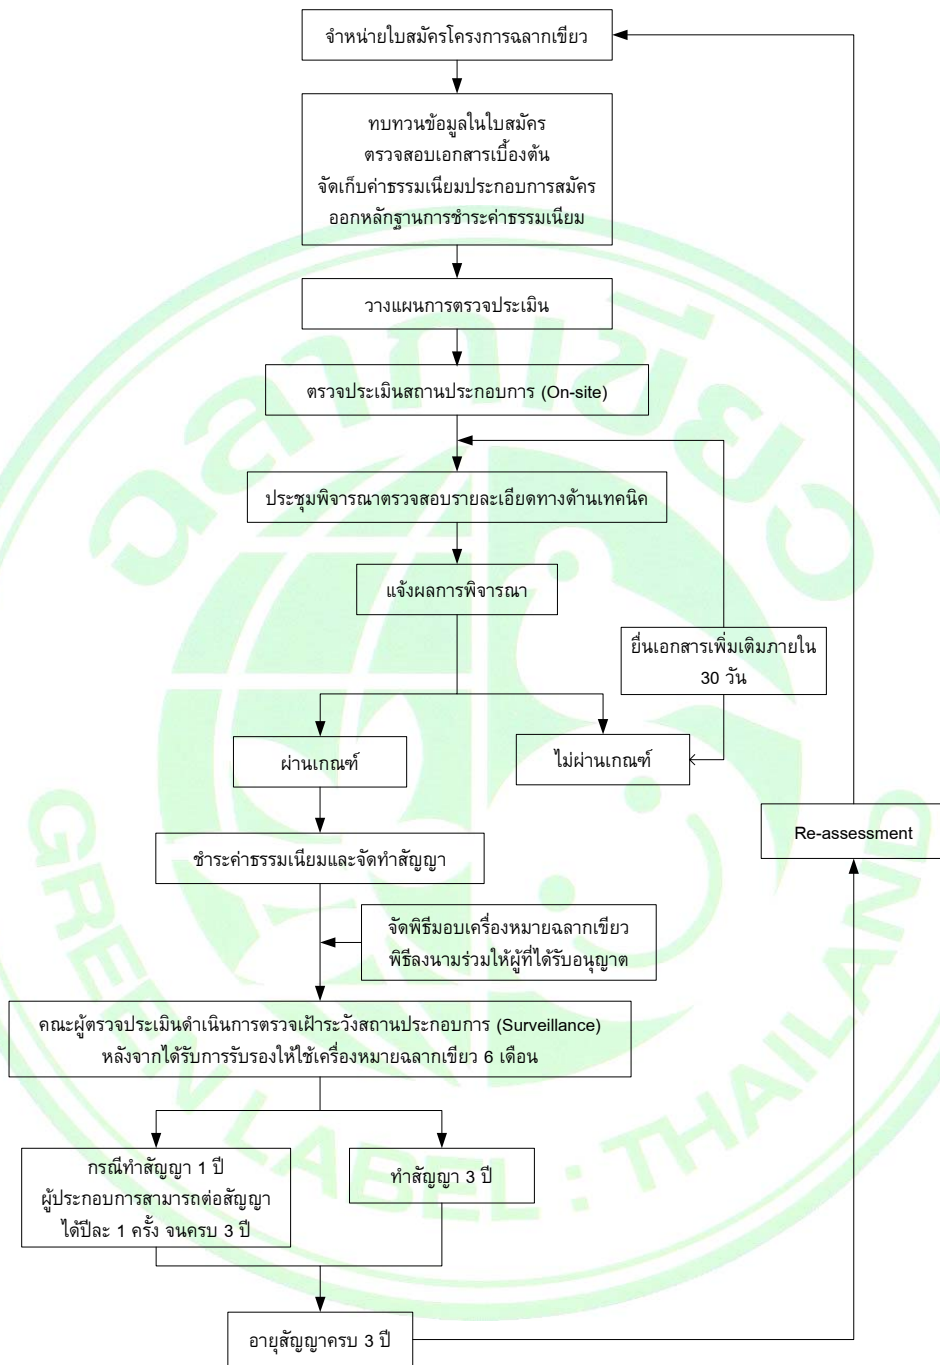 จำหน่ายใบสมัครโครงการฉลากเขียว
ทบทวนข้อมูลในใบสมัคร
ตรวจสอบเอกสารเบื้องต้น
จัดเก็บค่าธรรมเนียมประกอบการสมัคร
ออกหลักฐานการชำระค่าธรรมเนียม
วางแผนการตรวจประเมิน
ตรวจประเมินสถานประกอบการ (On-site)
ประชุมพิจารณาตรวจสอบรายละเอียดทางด้านเทคนิค
แจ้งผลการพิจารณา
ยื่นเอกสารเพิ่มเติมภายใน
30 วัน
ผ่านเกณฑ์
ไม่ผ่านเกณฑ์
Re-assessment
ชำระค่าธรรมเนียมและจัดทำสัญญา
จัดพิธีมอบเครื่องหมายฉลากเขียว
พิธีลงนามร่วมให้ผู้ที่ได้รับอนุญาต
คณะผู้ตรวจประเมินดำเนินการตรวจเฝ้าระวังสถานประกอบการ (Surveillance)
หลังจากได้รับการรับรองให้ใช้เครื่องหมายฉลากเขียว 6 เดือน
กรณีทำสัญญา 1 ปี
ผู้ประกอบการสามารถต่อสัญญา
ได้ปีละ 1 ครั้ง จนครบ 3 ปี
ทำสัญญา 3 ปี
อายุสัญญาครบ 3 ปี
ฉลากเขียว
GREEN LABEL : THAILAND